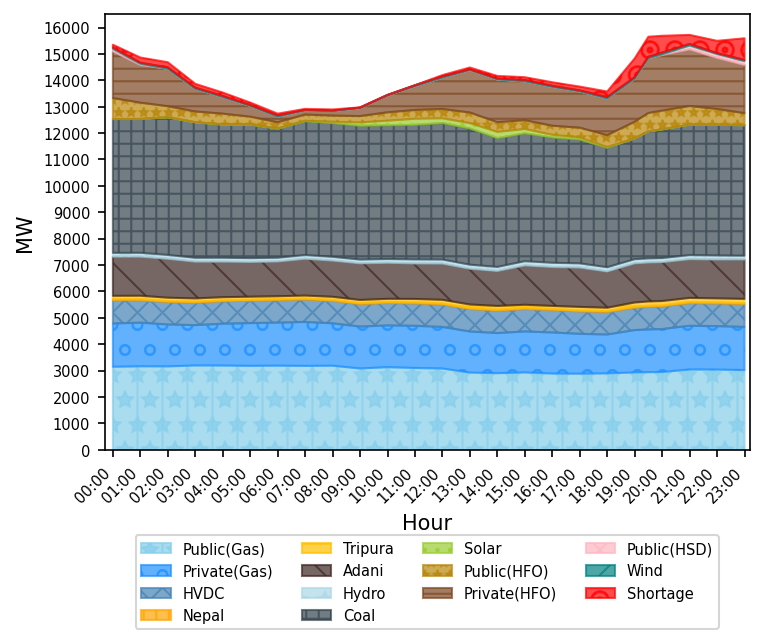 16000
15000
14000
13000
12000
11000
10000
9000
8000
7000
6000
5000
4000
3000
2000
1000
0
MW
00:00 01:00 02:00 03:00 04:00 05:00 06:00 07:00 08:00 09:00 10:00 11:00 12:00 13:00 14:00 15:00 16:00 17:00 18:00 19:00 20:00 21:00 22:00 23:00
Hour
Public(Gas) Tripura Solar Public(HSD)
Private(Gas) Adani Public(HFO) Wind
HVDC Hydro Private(HFO) Shortage
Nepal Coal